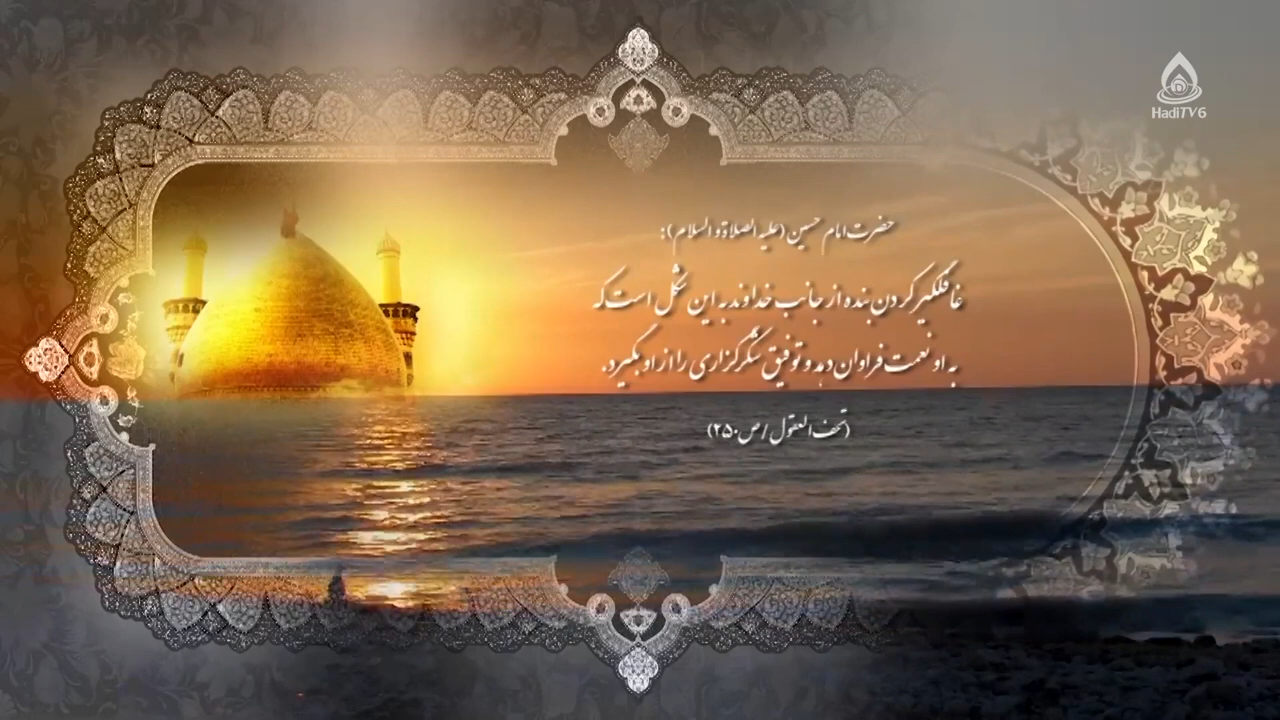 HadiTV6
حضرت امام حسین (علیه الصلاة و السلام):
غافلگیر کردن بنده از جانب خداوند به این شکل است که
به او نعمت فراوان دهد و توفیق شکرگزاری را از او بگیرد.
(تحف العقول / ص ۲۵۰)